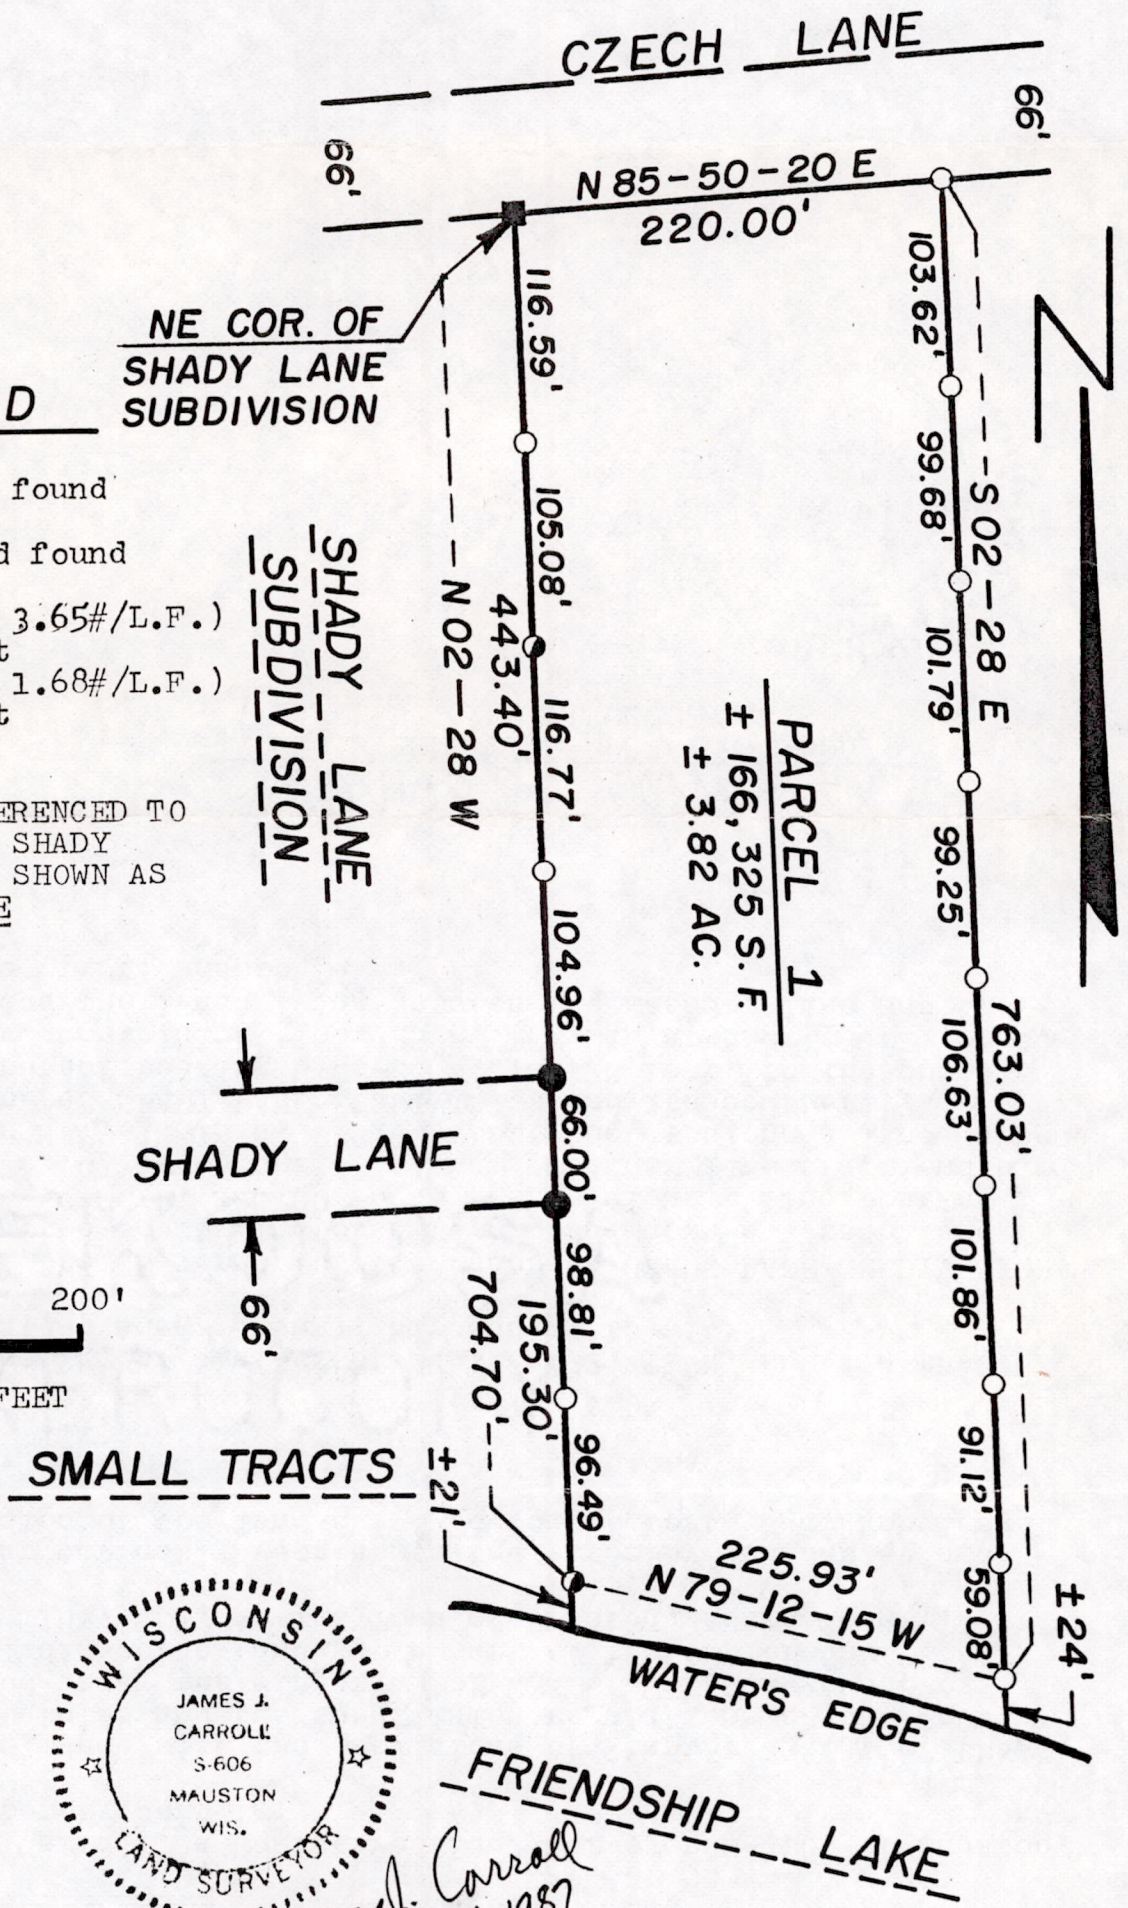 CZECH LANE
66'
66'
N 85-50-20 E
220.00'
NE COR. OF
SHADY LANE
SUBDIVISION
D
found
found
3.65#/L.F.)
1.68#/L.F.)
TO
SHADY
SHOWN AS
200'
FEET
116.59'
105.08'
116.77'
104.96'
66.00'
98.81'
96.49'
443.40'
195.30'
704.70'
N 02-28 W
SHADY LANE
SUBDIVISION
103.62'
99.68'
101.79'
99.25'
106.63'
101.86'
91.12'
59.08'
S 02-28 E
763.03'
PARCEL 1
± 166,325 S.F.
± 3.82 AC.
SHADY LANE
66'
SMALL TRACTS
±21'
±24'
225.93'
N 79-12-15 W
WATER'S EDGE
FRIENDSHIP LAKE
WISCONSIN
JAMES J.
CARROLL
S-606
MAUSTON
WIS.
LAND SURVEYOR
J. Carroll